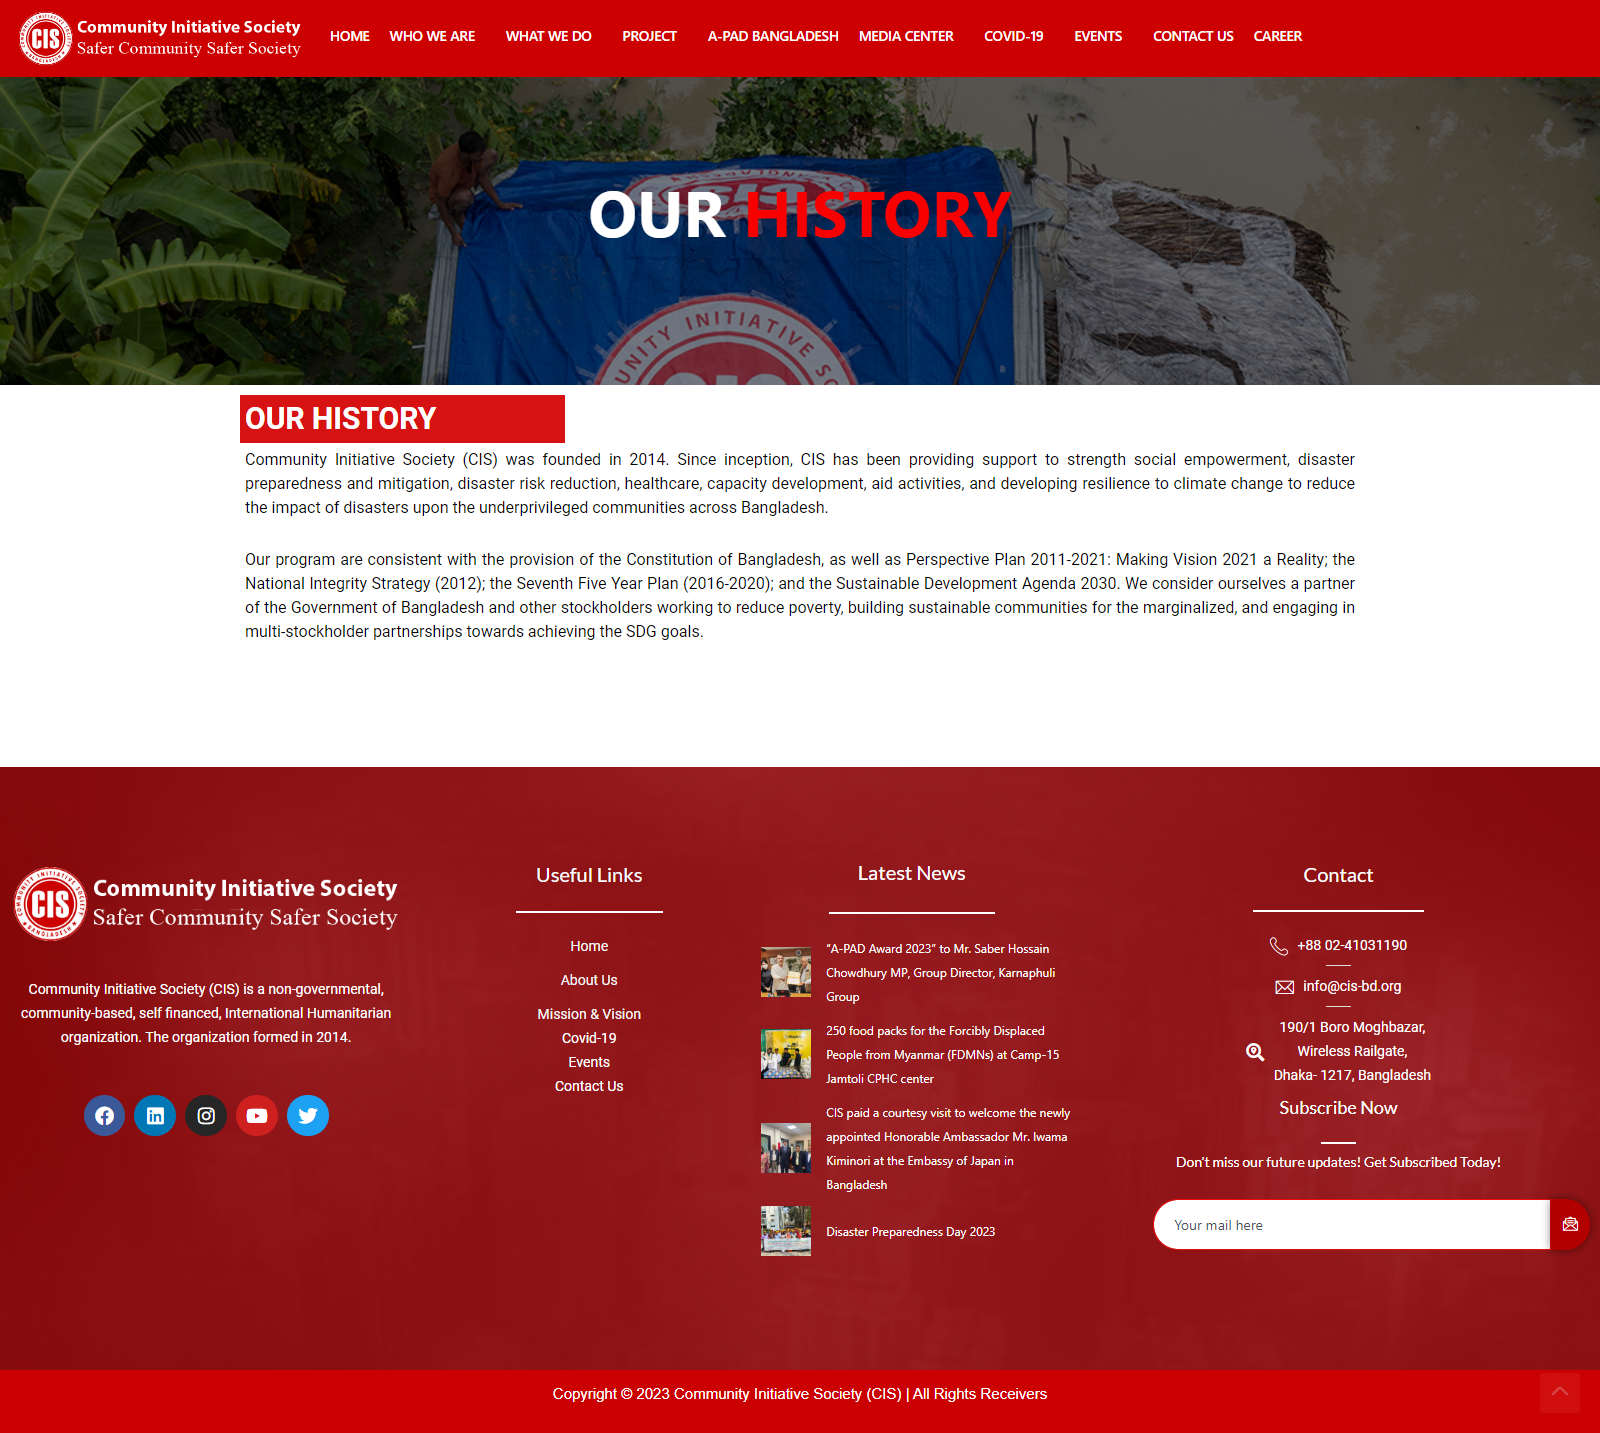 CIS
Community Initiative Society
Safer Community Safer Society
HOME WHO WE ARE WHAT WE DO PROJECT A-PAD BANGLADESH MEDIA CENTER COVID-19 EVENTS CONTACT US CAREER
OUR HISTORY
OUR HISTORY
Community Initiative Society (CIS) was founded in 2014. Since inception, CIS has been providing support to strength social empowerment, disaster
preparedness and mitigation, disaster risk reduction, healthcare, capacity development, aid activities, and developing resilience to climate change to reduce
the impact of disasters upon the underprivileged communities across Bangladesh.
Our program are consistent with the provision of the Constitution of Bangladesh, as well as Perspective Plan 2011-2021: Making Vision 2021 a Reality; the
National Integrity Strategy (2012); the Seventh Five Year Plan (2016-2020); and the Sustainable Development Agenda 2030. We consider ourselves a partner
of the Government of Bangladesh and other stockholders working to reduce poverty, building sustainable communities for the marginalized, and engaging in
multi-stockholder partnerships towards achieving the SDG goals.
COMMUNITY INITIATIVE SOCIETY
CIS
BANGLADESH
Community Initiative Society
Safer Community Safer Society
Community Initiative Society (CIS) is a non-governmental,
community-based, self financed, International Humanitarian
organization. The organization formed in 2014.
Useful Links
Home
About Us
Mission & Vision
Covid-19
Events
Contact Us
Latest News
“A-PAD Award 2023” to Mr. Saber Hossain
Chowdhury MP, Group Director, Karnaphuli
Group
250 food packs for the Forcibly Displaced
People from Myanmar (FDMNs) at Camp-15
Jamtoli CPHC center
CIS paid a courtesy visit to welcome the newly
appointed Honorable Ambassador Mr. Iwama
Kiminori at the Embassy of Japan in
Bangladesh
Disaster Preparedness Day 2023
Contact
+88 02-41031190
info@cis-bd.org
190/1 Boro Moghbazar,
Wireless Railgate,
Dhaka- 1217, Bangladesh
Subscribe Now
Don't miss our future updates! Get Subscribed Today!
Your mail here
Copyright © 2023 Community Initiative Society (CIS) | All Rights Receivers